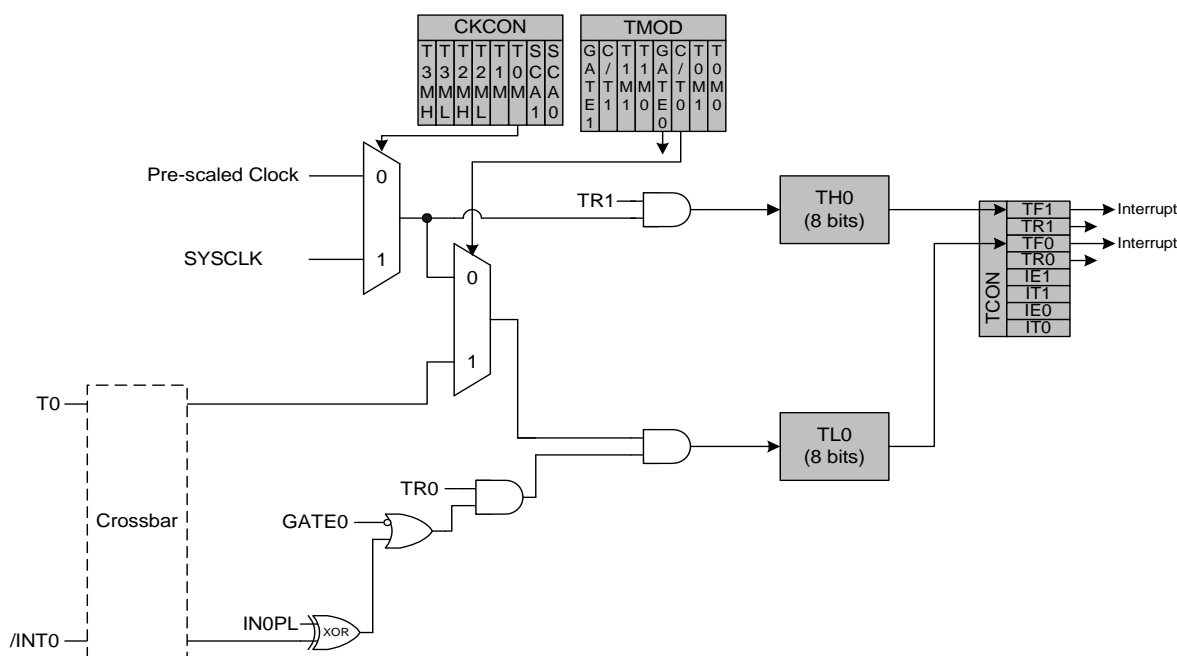 CKCON
T3MH T3ML T2MH T2ML T1M T0M SCA1 SCA0
TMOD
GATE1 C/T1 T1M1 T1M0 GATE0 C/T0 T0M1 T0M0
Pre-scaled Clock
0
SYSCLK
1
TR1
TH0
(8 bits)
TCON
TF1
Interrupt
TR1
TF0
Interrupt
TR0
IE1
IT1
IE0
IT0
0
1
T0
TL0
(8 bits)
TR0
Crossbar
GATE0
IN0PL
XOR
/INT0